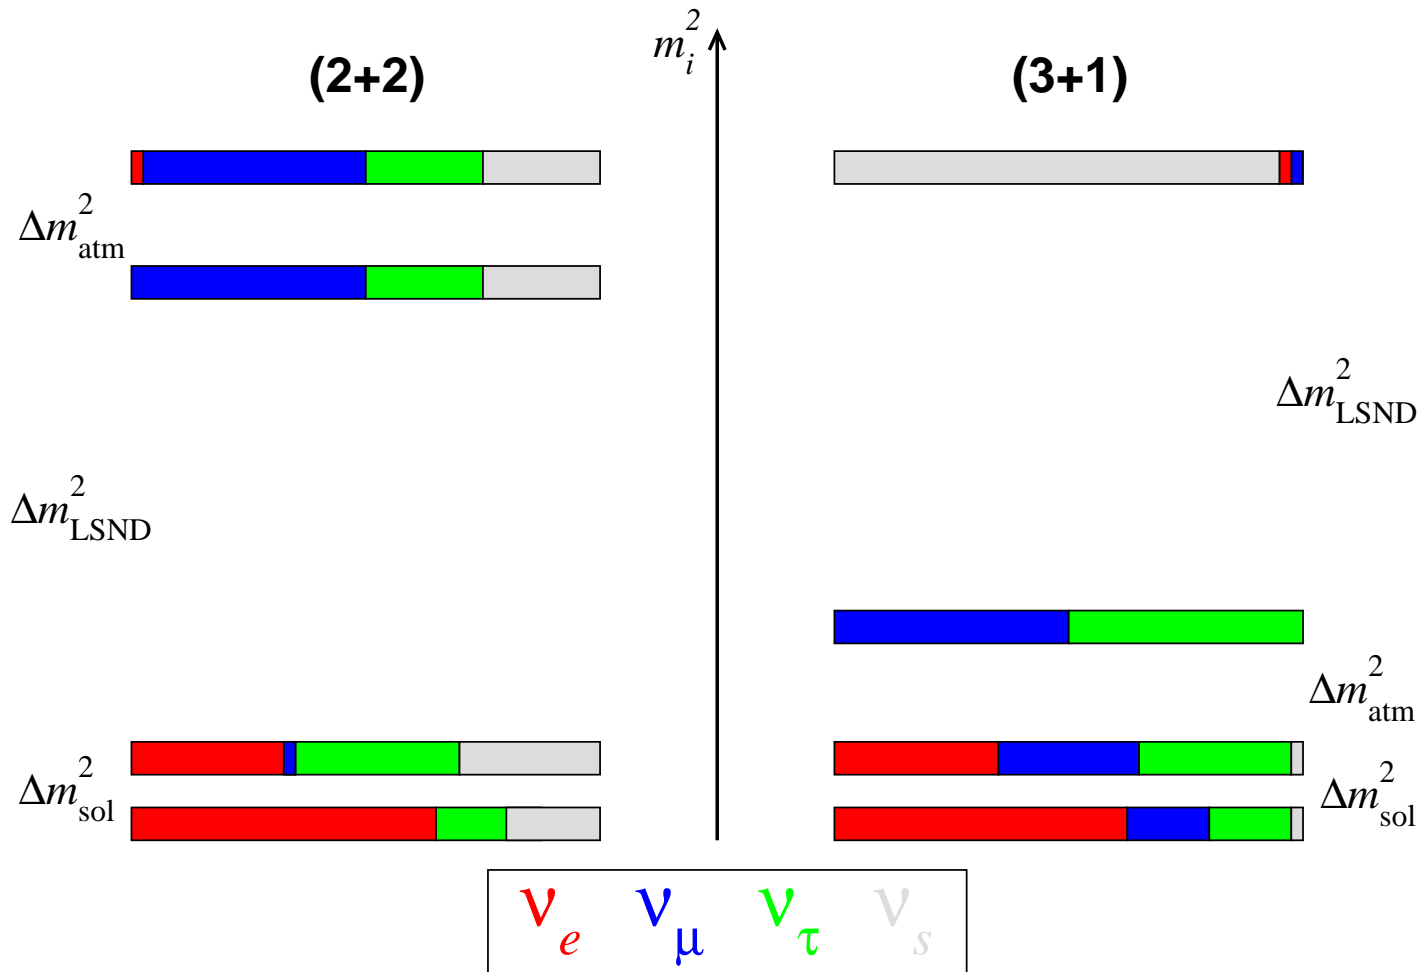 (2+2)
m_i^2
(3+1)
Δm^2_atm
Δm^2_LSND
Δm^2_LSND
Δm^2_atm
Δm^2_sol
Δm^2_sol
ν_e ν_μ ν_τ ν_s